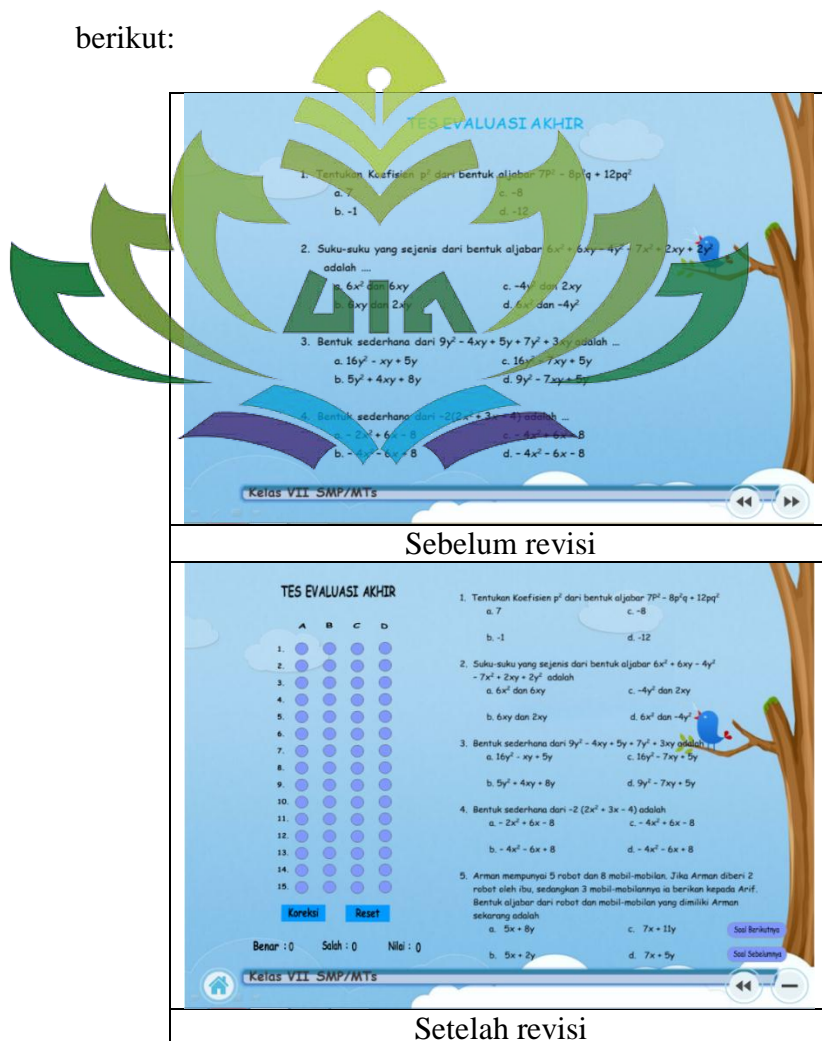 berikut:
TES EVALUASI AKHIR
1. Tentukan Koefisien p² dari bentuk aljabar 7P² – 8p²q + 12pq²
a. 7 c. –8
b. -1 d. -12
2. Suku-suku yang sejenis dari bentuk aljabar 6x² + 6xy – 4y² – 7x² + 2xy + 2y²
adalah ....
a. 6x² dan 6xy c. –4y² dan 2xy
b. 6xy dan 2xy d. 6x² dan –4y²
3. Bentuk sederhana dari 9y² – 4xy + 5y + 7y² + 3xy adalah ...
a. 16y² - xy + 5y c. 16y² – 7xy + 5y
b. 5y² + 4xy + 8y d. 9y² – 7xy + 5y
4. Bentuk sederhana dari –2(2x² + 3x – 4) adalah ...
a. – 2x² + 6x – 8 c. – 4x² + 6x – 8
b. – 4x² – 6x + 8 d. – 4x² – 6x – 8
Kelas VII SMP/MTs
UIN
Sebelum revisi
TES EVALUASI AKHIR
A B C D
1.
2.
3.
4.
5.
6.
7.
8.
9.
10.
11.
12.
13.
14.
15.
Koreksi Reset
Benar : 0 Salah : 0 Nilai : 0
1. Tentukan Koefisien p² dari bentuk aljabar 7P² – 8p²q + 12pq²
a. 7 c. –8
b. -1 d. -12
2. Suku-suku yang sejenis dari bentuk aljabar 6x² + 6xy – 4y²
– 7x² + 2xy + 2y² adalah
a. 6x² dan 6xy c. –4y² dan 2xy
b. 6xy dan 2xy d. 6x² dan –4y²
3. Bentuk sederhana dari 9y² – 4xy + 5y + 7y² + 3xy adalah
a. 16y² – xy + 5y c. 16y² – 7xy + 5y
b. 5y² + 4xy + 8y d. 9y² – 7xy + 5y
4. Bentuk sederhana dari –2 (2x² + 3x – 4) adalah
a. – 2x² + 6x – 8 c. – 4x² + 6x – 8
b. – 4x² – 6x + 8 d. – 4x² – 6x + 8
5. Arman mempunyai 5 robot dan 8 mobil-mobilan. Jika Arman diberi 2
robot oleh ibu, sedangkan 3 mobil-mobilannya ia berikan kepada Arif.
Bentuk aljabar dari robot dan mobil-mobilan yang dimiliki Arman
sekarang adalah
a. 5x + 8y c. 7x + 11y
b. 5x + 2y d. 7x + 5y
Soal Berikutnya
Soal Sebelumnya
Kelas VII SMP/MTs
Setelah revisi